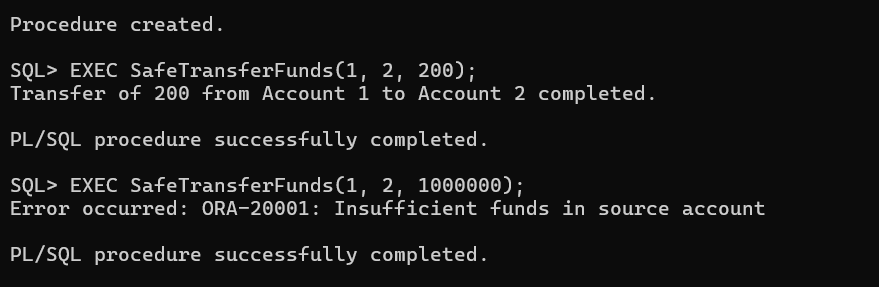 Procedure created.
SQL> EXEC SafeTransferFunds(1, 2, 200);
Transfer of 200 from Account 1 to Account 2 completed.
PL/SQL procedure successfully completed.
SQL> EXEC SafeTransferFunds(1, 2, 1000000);
Error occurred: ORA-20001: Insufficient funds in source account
PL/SQL procedure successfully completed.